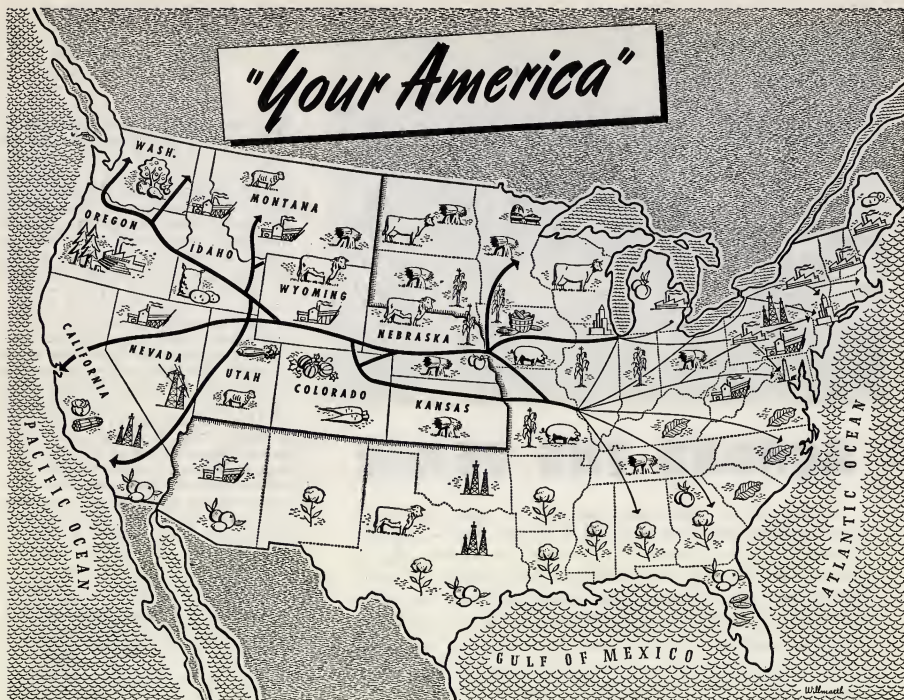 "Your America"
WASH.
MONTANA
OREGON
IDAHO
WYOMING
NEBRASKA
CALIFORNIA
NEVADA
UTAH
COLORADO
KANSAS
PACIFIC OCEAN
ATLANTIC OCEAN
GULF OF MEXICO
Willmarth